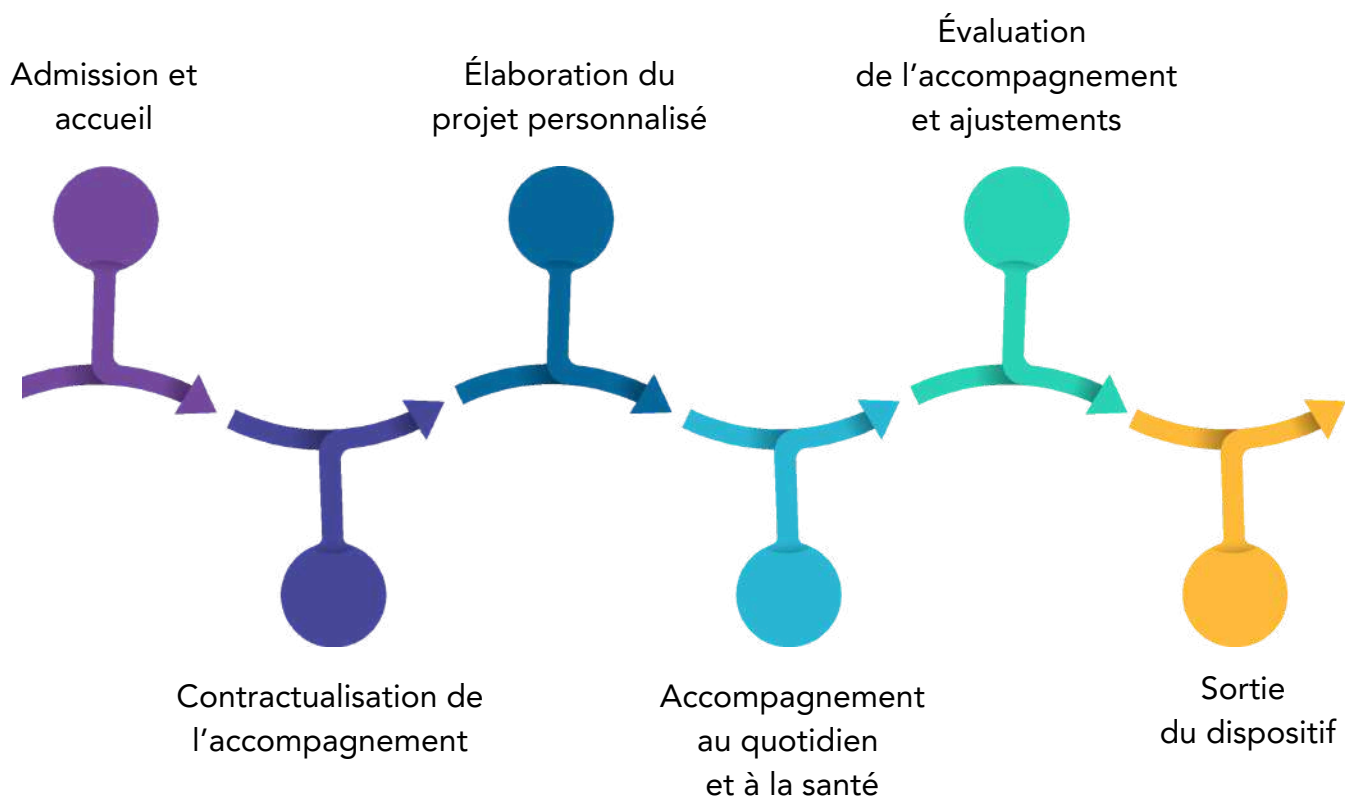 Admission et
accueil
Contractualisation de
l'accompagnement
Élaboration du
projet personnalisé
Accompagnement
au quotidien
et à la santé
Évaluation
de l'accompagnement
et ajustements
Sortie
du dispositif